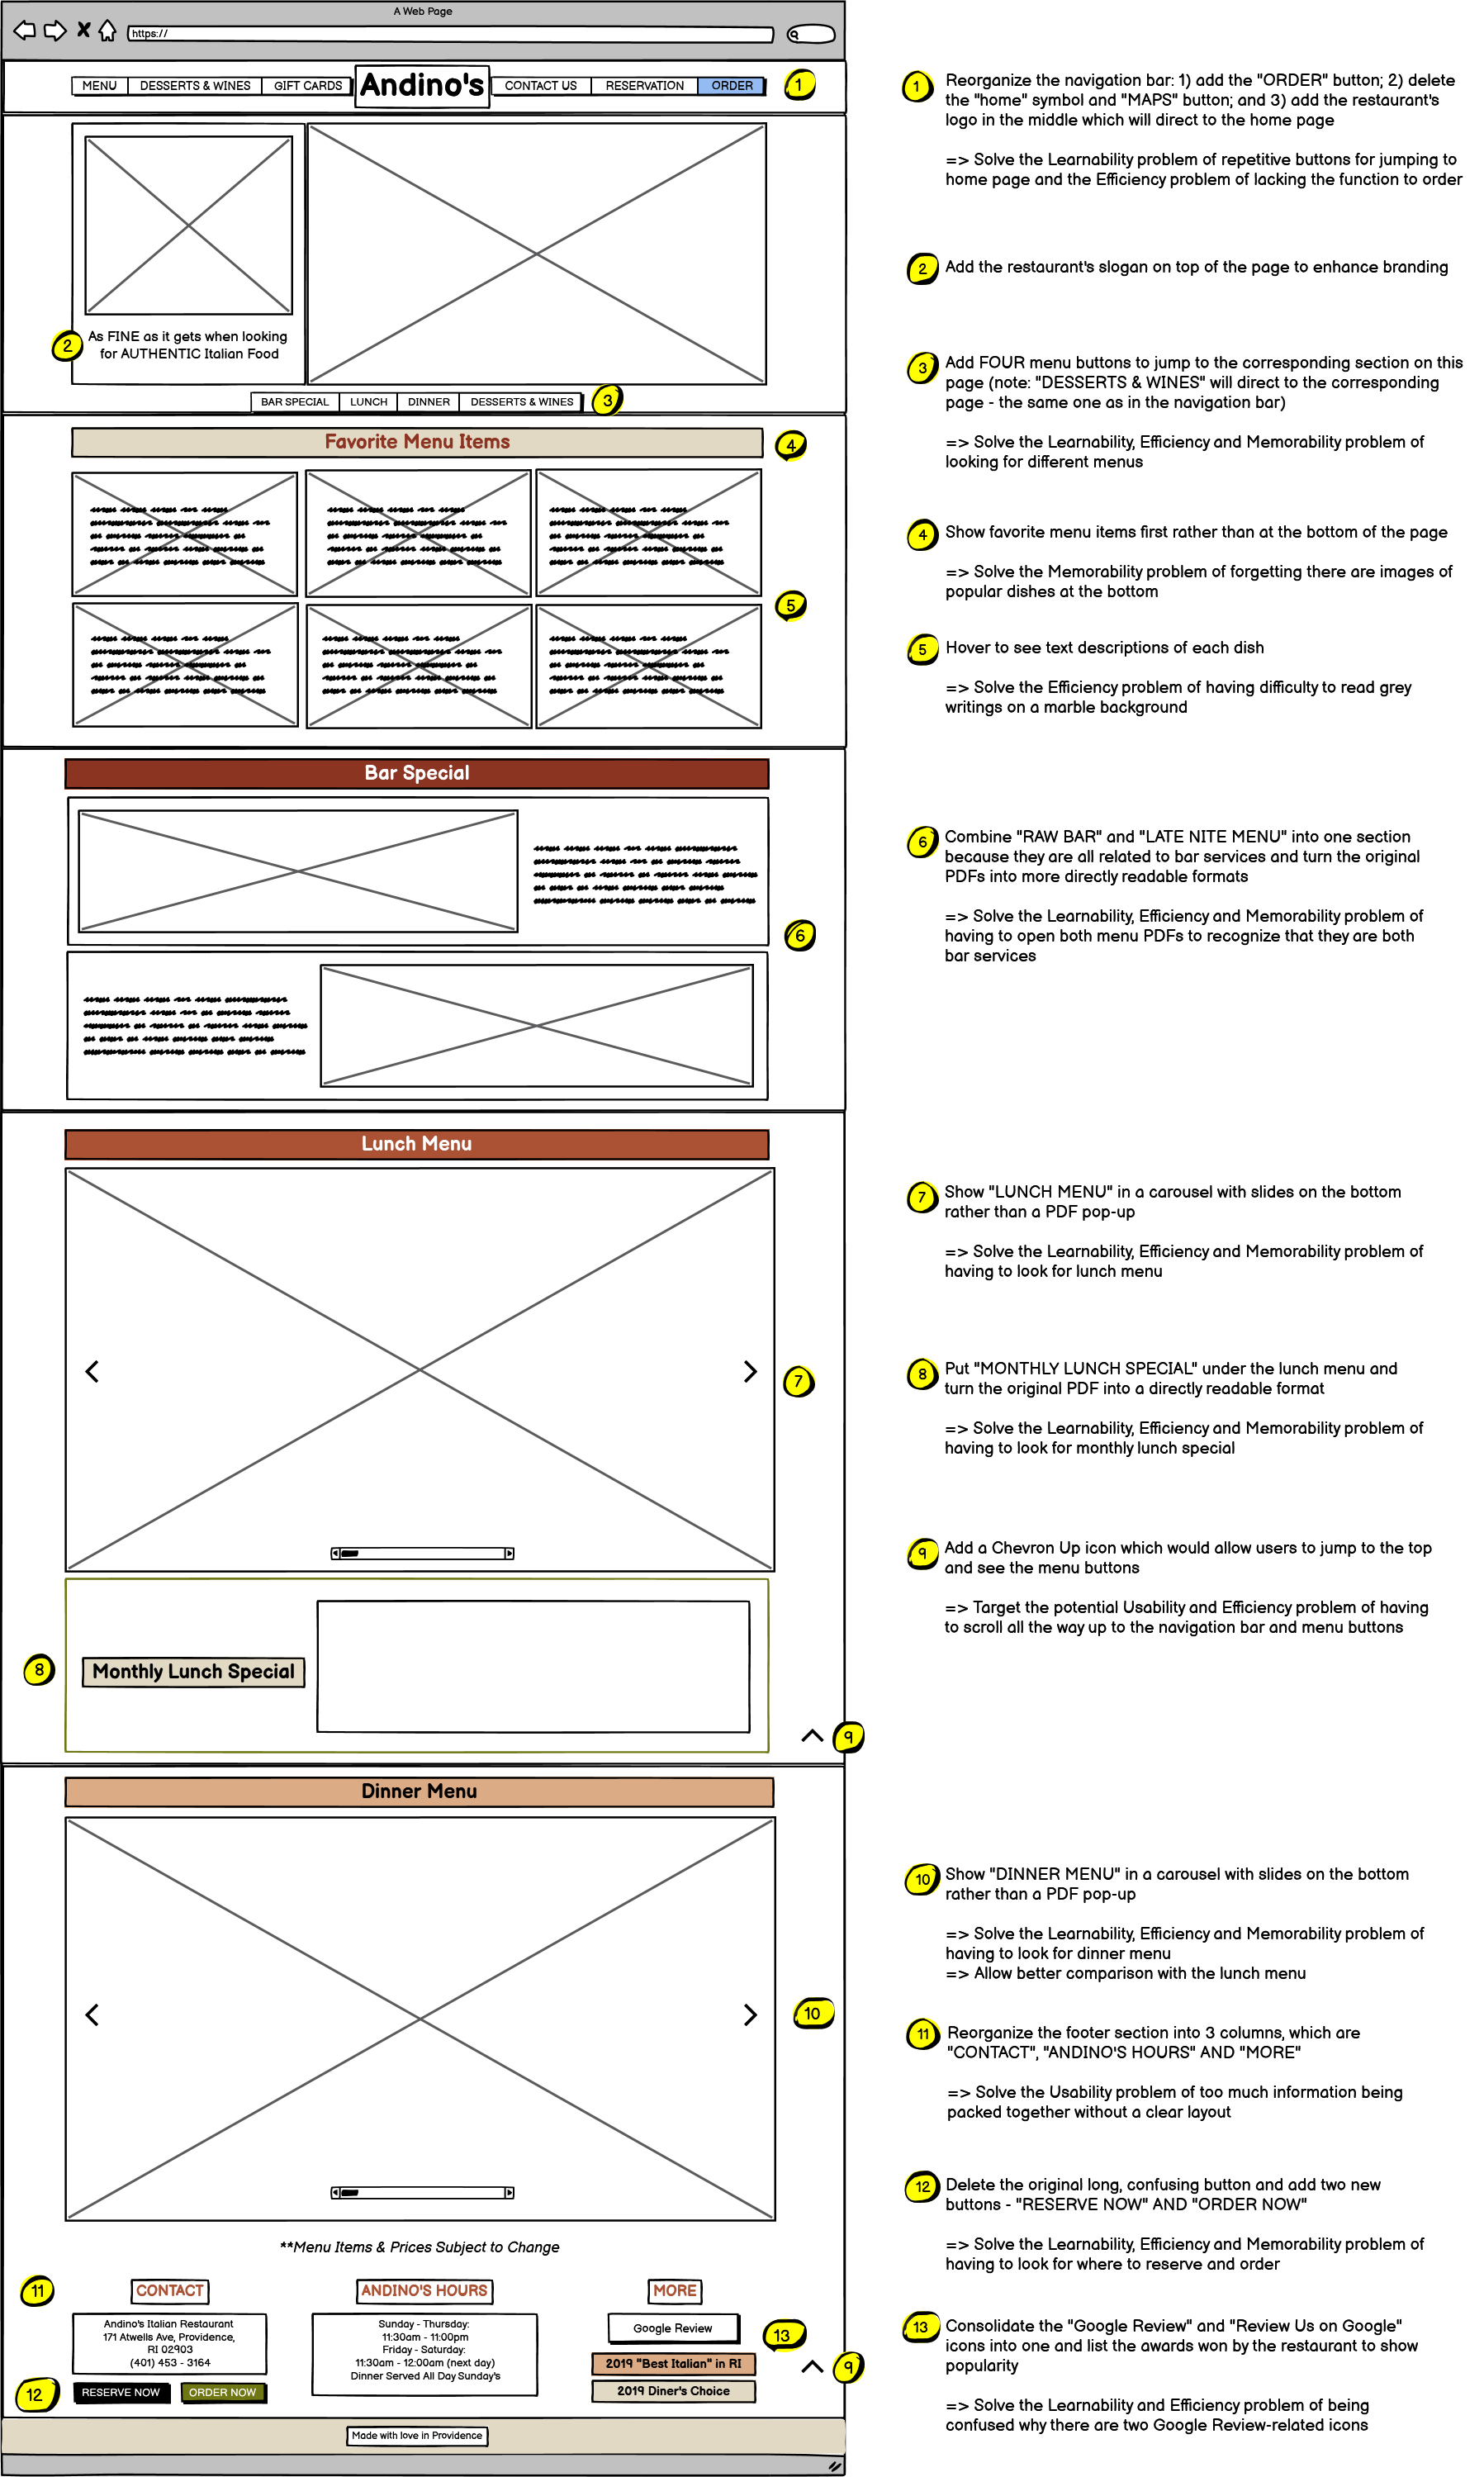 A Web Page
https://
MENU
DESSERTS & WINES
GIFT CARDS
Andino's
CONTACT US
RESERVATION
ORDER
1
2
As FINE as it gets when looking
for AUTHENTIC Italian Food
BAR SPECIAL
LUNCH
DINNER
DESSERTS & WINES
3
Favorite Menu Items
4
5
Bar Special
6
Lunch Menu
7
8
Monthly Lunch Special
9
Dinner Menu
10
**Menu Items & Prices Subject to Change
11
CONTACT
Andino's Italian Restaurant
171 Atwells Ave, Providence,
RI 02903
(401) 453 - 3164
12
RESERVE NOW
ORDER NOW
ANDINO'S HOURS
Sunday - Thursday:
11:30am - 11:00pm
Friday - Saturday:
11:30am - 12:00am (next day)
Dinner Served All Day Sunday's
MORE
Google Review
13
2019 "Best Italian" in RI
2019 Diner's Choice
9
Made with love in Providence
1
Reorganize the navigation bar: 1) add the "ORDER" button; 2) delete
the "home" symbol and "MAPS" button; and 3) add the restaurant's
logo in the middle which will direct to the home page
=> Solve the Learnability problem of repetitive buttons for jumping to
home page and the Efficiency problem of lacking the function to order
2
Add the restaurant's slogan on top of the page to enhance branding
3
Add FOUR menu buttons to jump to the corresponding section on this
page (note: "DESSERTS & WINES" will direct to the corresponding
page - the same one as in the navigation bar)
=> Solve the Learnability, Efficiency and Memorability problem of
looking for different menus
4
Show favorite menu items first rather than at the bottom of the page
=> Solve the Memorability problem of forgetting there are images of
popular dishes at the bottom
5
Hover to see text descriptions of each dish
=> Solve the Efficiency problem of having difficulty to read grey
writings on a marble background
6
Combine "RAW BAR" and "LATE NITE MENU" into one section
because they are all related to bar services and turn the original
PDFs into more directly readable formats
=> Solve the Learnability, Efficiency and Memorability problem of
having to open both menu PDFs to recognize that they are both
bar services
7
Show "LUNCH MENU" in a carousel with slides on the bottom
rather than a PDF pop-up
=> Solve the Learnability, Efficiency and Memorability problem of
having to look for lunch menu
8
Put "MONTHLY LUNCH SPECIAL" under the lunch menu and
turn the original PDF into a directly readable format
=> Solve the Learnability, Efficiency and Memorability problem of
having to look for monthly lunch special
9
Add a Chevron Up icon which would allow users to jump to the top
and see the menu buttons
=> Target the potential Usability and Efficiency problem of having
to scroll all the way up to the navigation bar and menu buttons
10
Show "DINNER MENU" in a carousel with slides on the bottom
rather than a PDF pop-up
=> Solve the Learnability, Efficiency and Memorability problem of
having to look for dinner menu
=> Allow better comparison with the lunch menu
11
Reorganize the footer section into 3 columns, which are
"CONTACT", "ANDINO'S HOURS" AND "MORE"
=> Solve the Usability problem of too much information being
packed together without a clear layout
12
Delete the original long, confusing button and add two new
buttons - "RESERVE NOW" AND "ORDER NOW"
=> Solve the Learnability, Efficiency and Memorability problem of
having to look for where to reserve and order
13
Consolidate the "Google Review" and "Review Us on Google"
icons into one and list the awards won by the restaurant to show
popularity
=> Solve the Learnability and Efficiency problem of being
confused why there are two Google Review-related icons